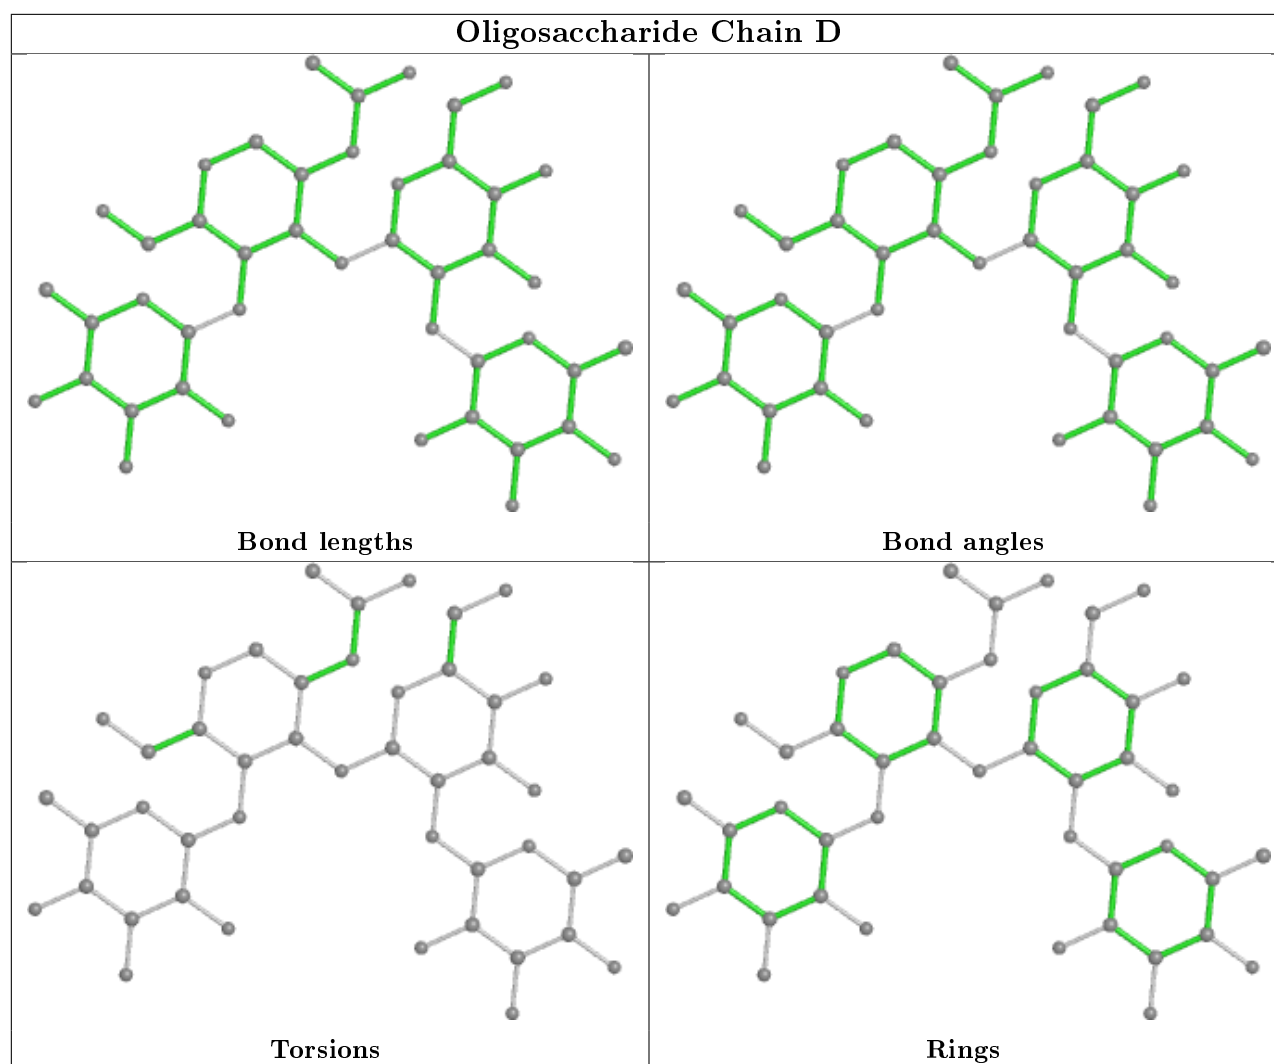 Oligosaccharide Chain D
Bond lengths
Bond angles
Torsions
Rings